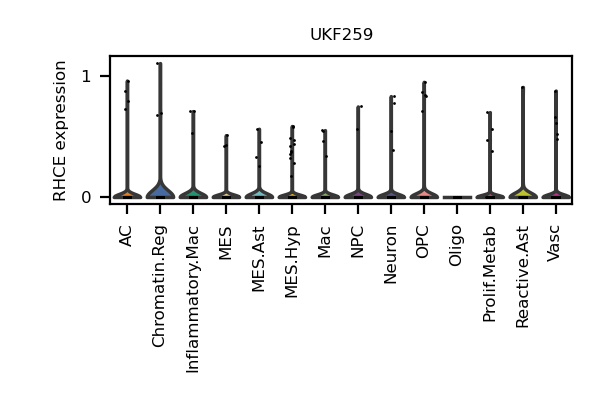 UKF259
RHCE expression
1
0
AC
Chromatin.Reg
Inflammatory.Mac
MES
MES.Ast
MES.Hyp
Mac
NPC
Neuron
OPC
Oligo
Prolif.Metab
Reactive.Ast
Vasc